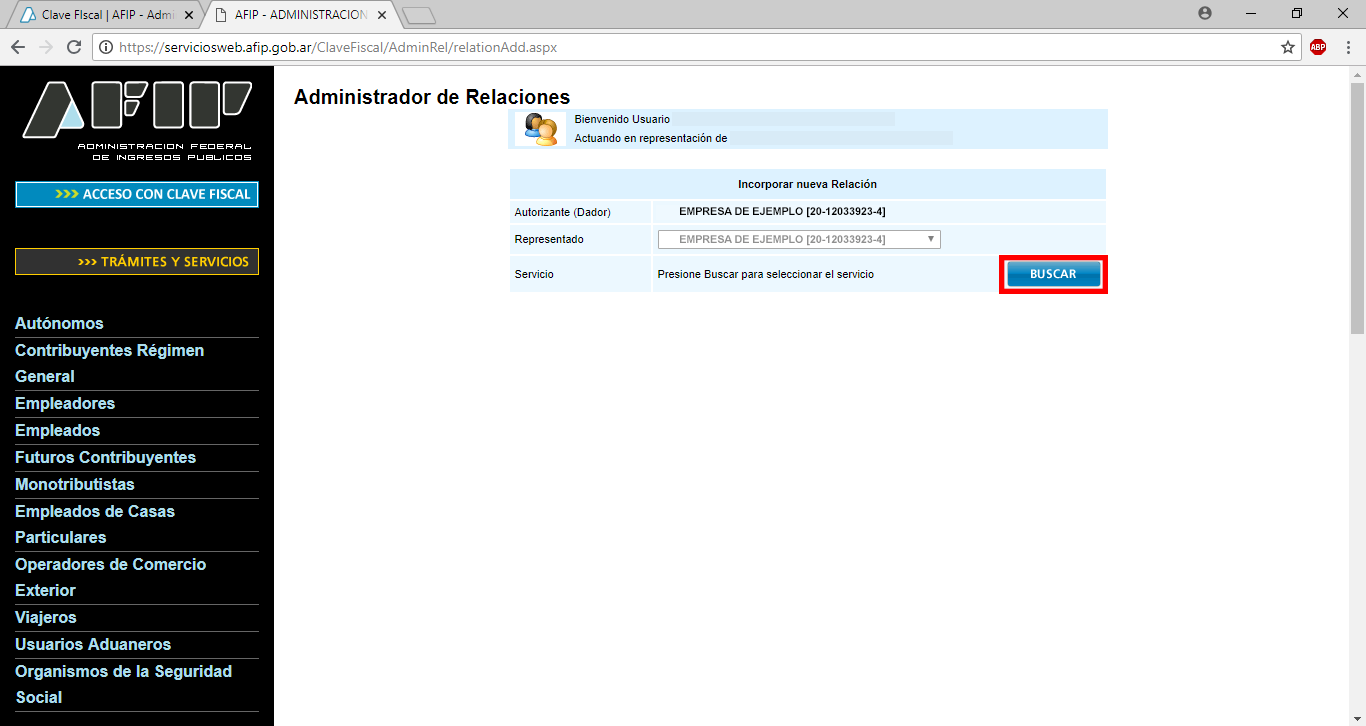 Clave FIscal | AFIP - Admi
AFIP - ADMINISTRACION
https://serviciosweb.afip.gob.ar/ClaveFiscal/AdminRel/relationAdd.aspx
ABP
AFIP
ADMINISTRACION FEDERAL
DE INGRESOS PUBLICOS
>>> ACCESO CON CLAVE FISCAL
>>> TRÁMITES Y SERVICIOS
Autónomos
Contribuyentes Régimen
General
Empleadores
Empleados
Futuros Contribuyentes
Monotributistas
Empleados de Casas
Particulares
Operadores de Comercio
Exterior
Viajeros
Usuarios Aduaneros
Organismos de la Seguridad
Social
Administrador de Relaciones
Bienvenido Usuario
Actuando en representación de
Incorporar nueva Relación
Autorizante (Dador) EMPRESA DE EJEMPLO [20-12033923-4]
Representado EMPRESA DE EJEMPLO [20-12033923-4]
Servicio Presione Buscar para seleccionar el servicio BUSCAR